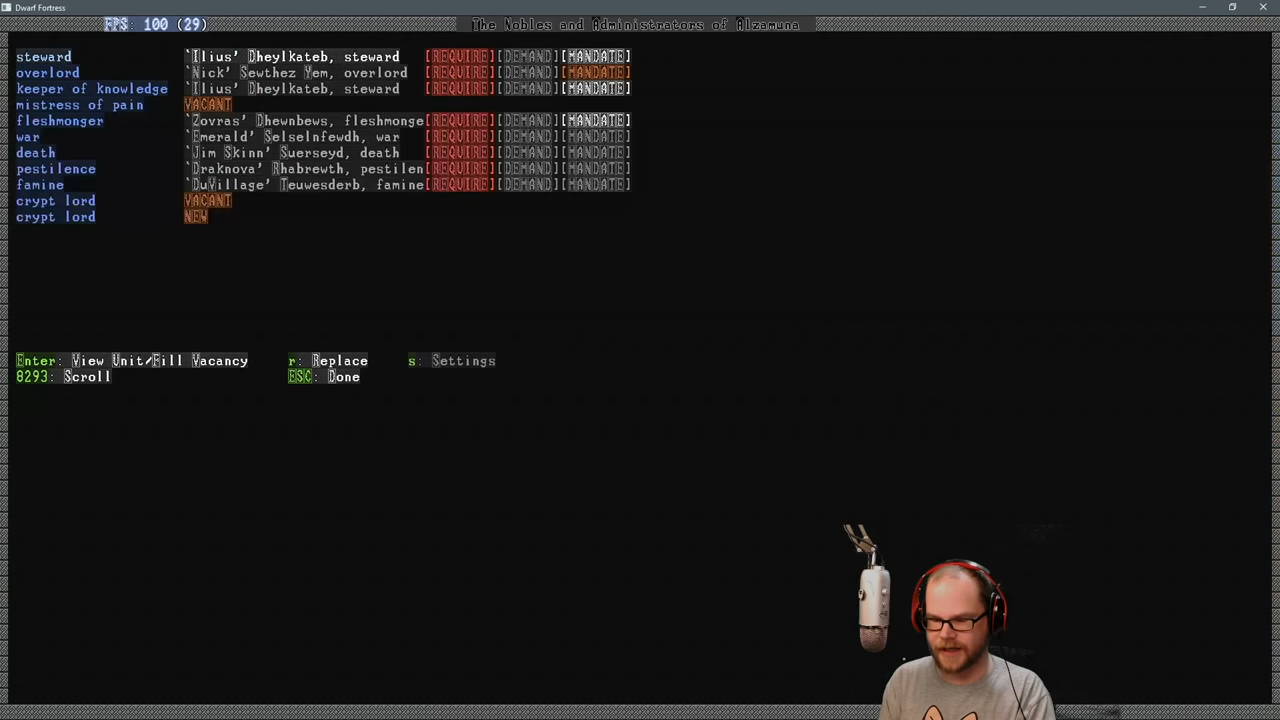 Dwarf Fortress
FPS: 100 (29) The Nobles and Administrators of Alzamuna
steward `Ilius' Dheylkateb, steward [REQUIRE][DEMAND][MANDATE]
overlord `Nick' Sewthez Yem, overlord [REQUIRE][DEMAND][MANDATE]
keeper of knowledge `Ilius' Dheylkateb, steward [REQUIRE][DEMAND][MANDATE]
mistress of pain VACANT
fleshmonger `Zovras' Dhewnbews, fleshmonge[REQUIRE][DEMAND][MANDATE]
war `Emerald' Selselnfewdh, war [REQUIRE][DEMAND][MANDATE]
death `Jim Skinn' Suerseyd, death [REQUIRE][DEMAND][MANDATE]
pestilence `Draknova' Rhabrewth, pestilen[REQUIRE][DEMAND][MANDATE]
famine `DuVillage' Teuwesderb, famine[REQUIRE][DEMAND][MANDATE]
crypt lord VACANT
crypt lord NEW
Enter: View Unit/Fill Vacancy r: Replace s: Settings
8293: Scroll ESC: Done